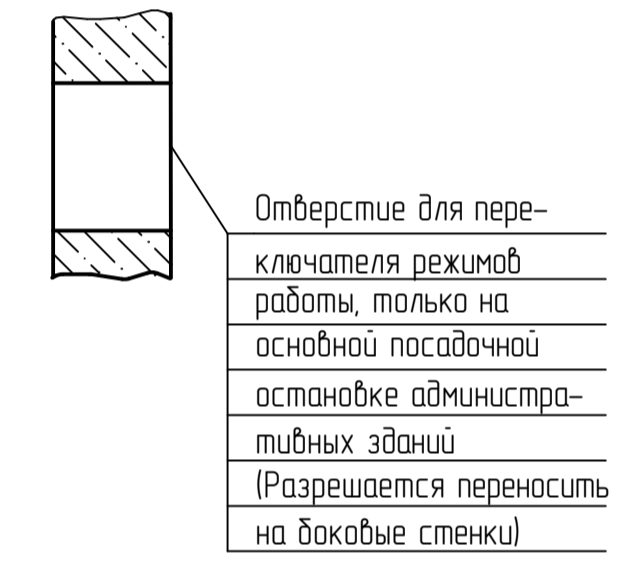 Отверстие для пере-
ключателя режимов
работы, только на
основной посадочной
остановке администра-
тивных зданий
(Разрешается переносить
на боковые стенки)